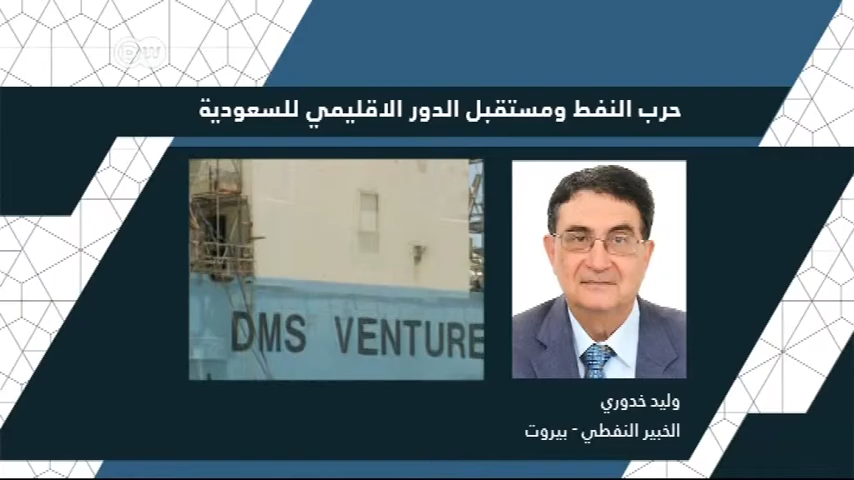 DW
حرب النفط ومستقبل الدور الاقليمي للسعودية
DMS VENTURE
وليد خدوري
الخبير النفطي - بيروت